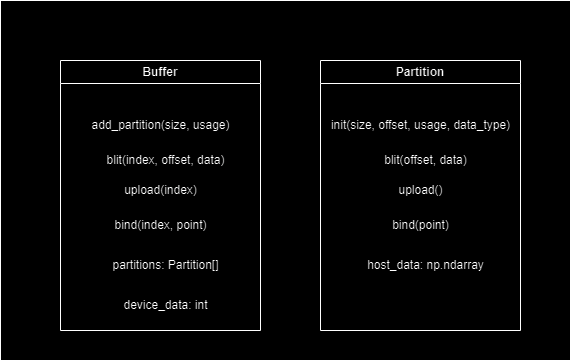 Buffer
add_partition(size, usage)
blit(index, offset, data)
upload(index)
bind(index, point)
partitions: Partition[]
device_data: int
Partition
init(size, offset, usage, data_type)
blit(offset, data)
upload()
bind(point)
host_data: np.ndarray